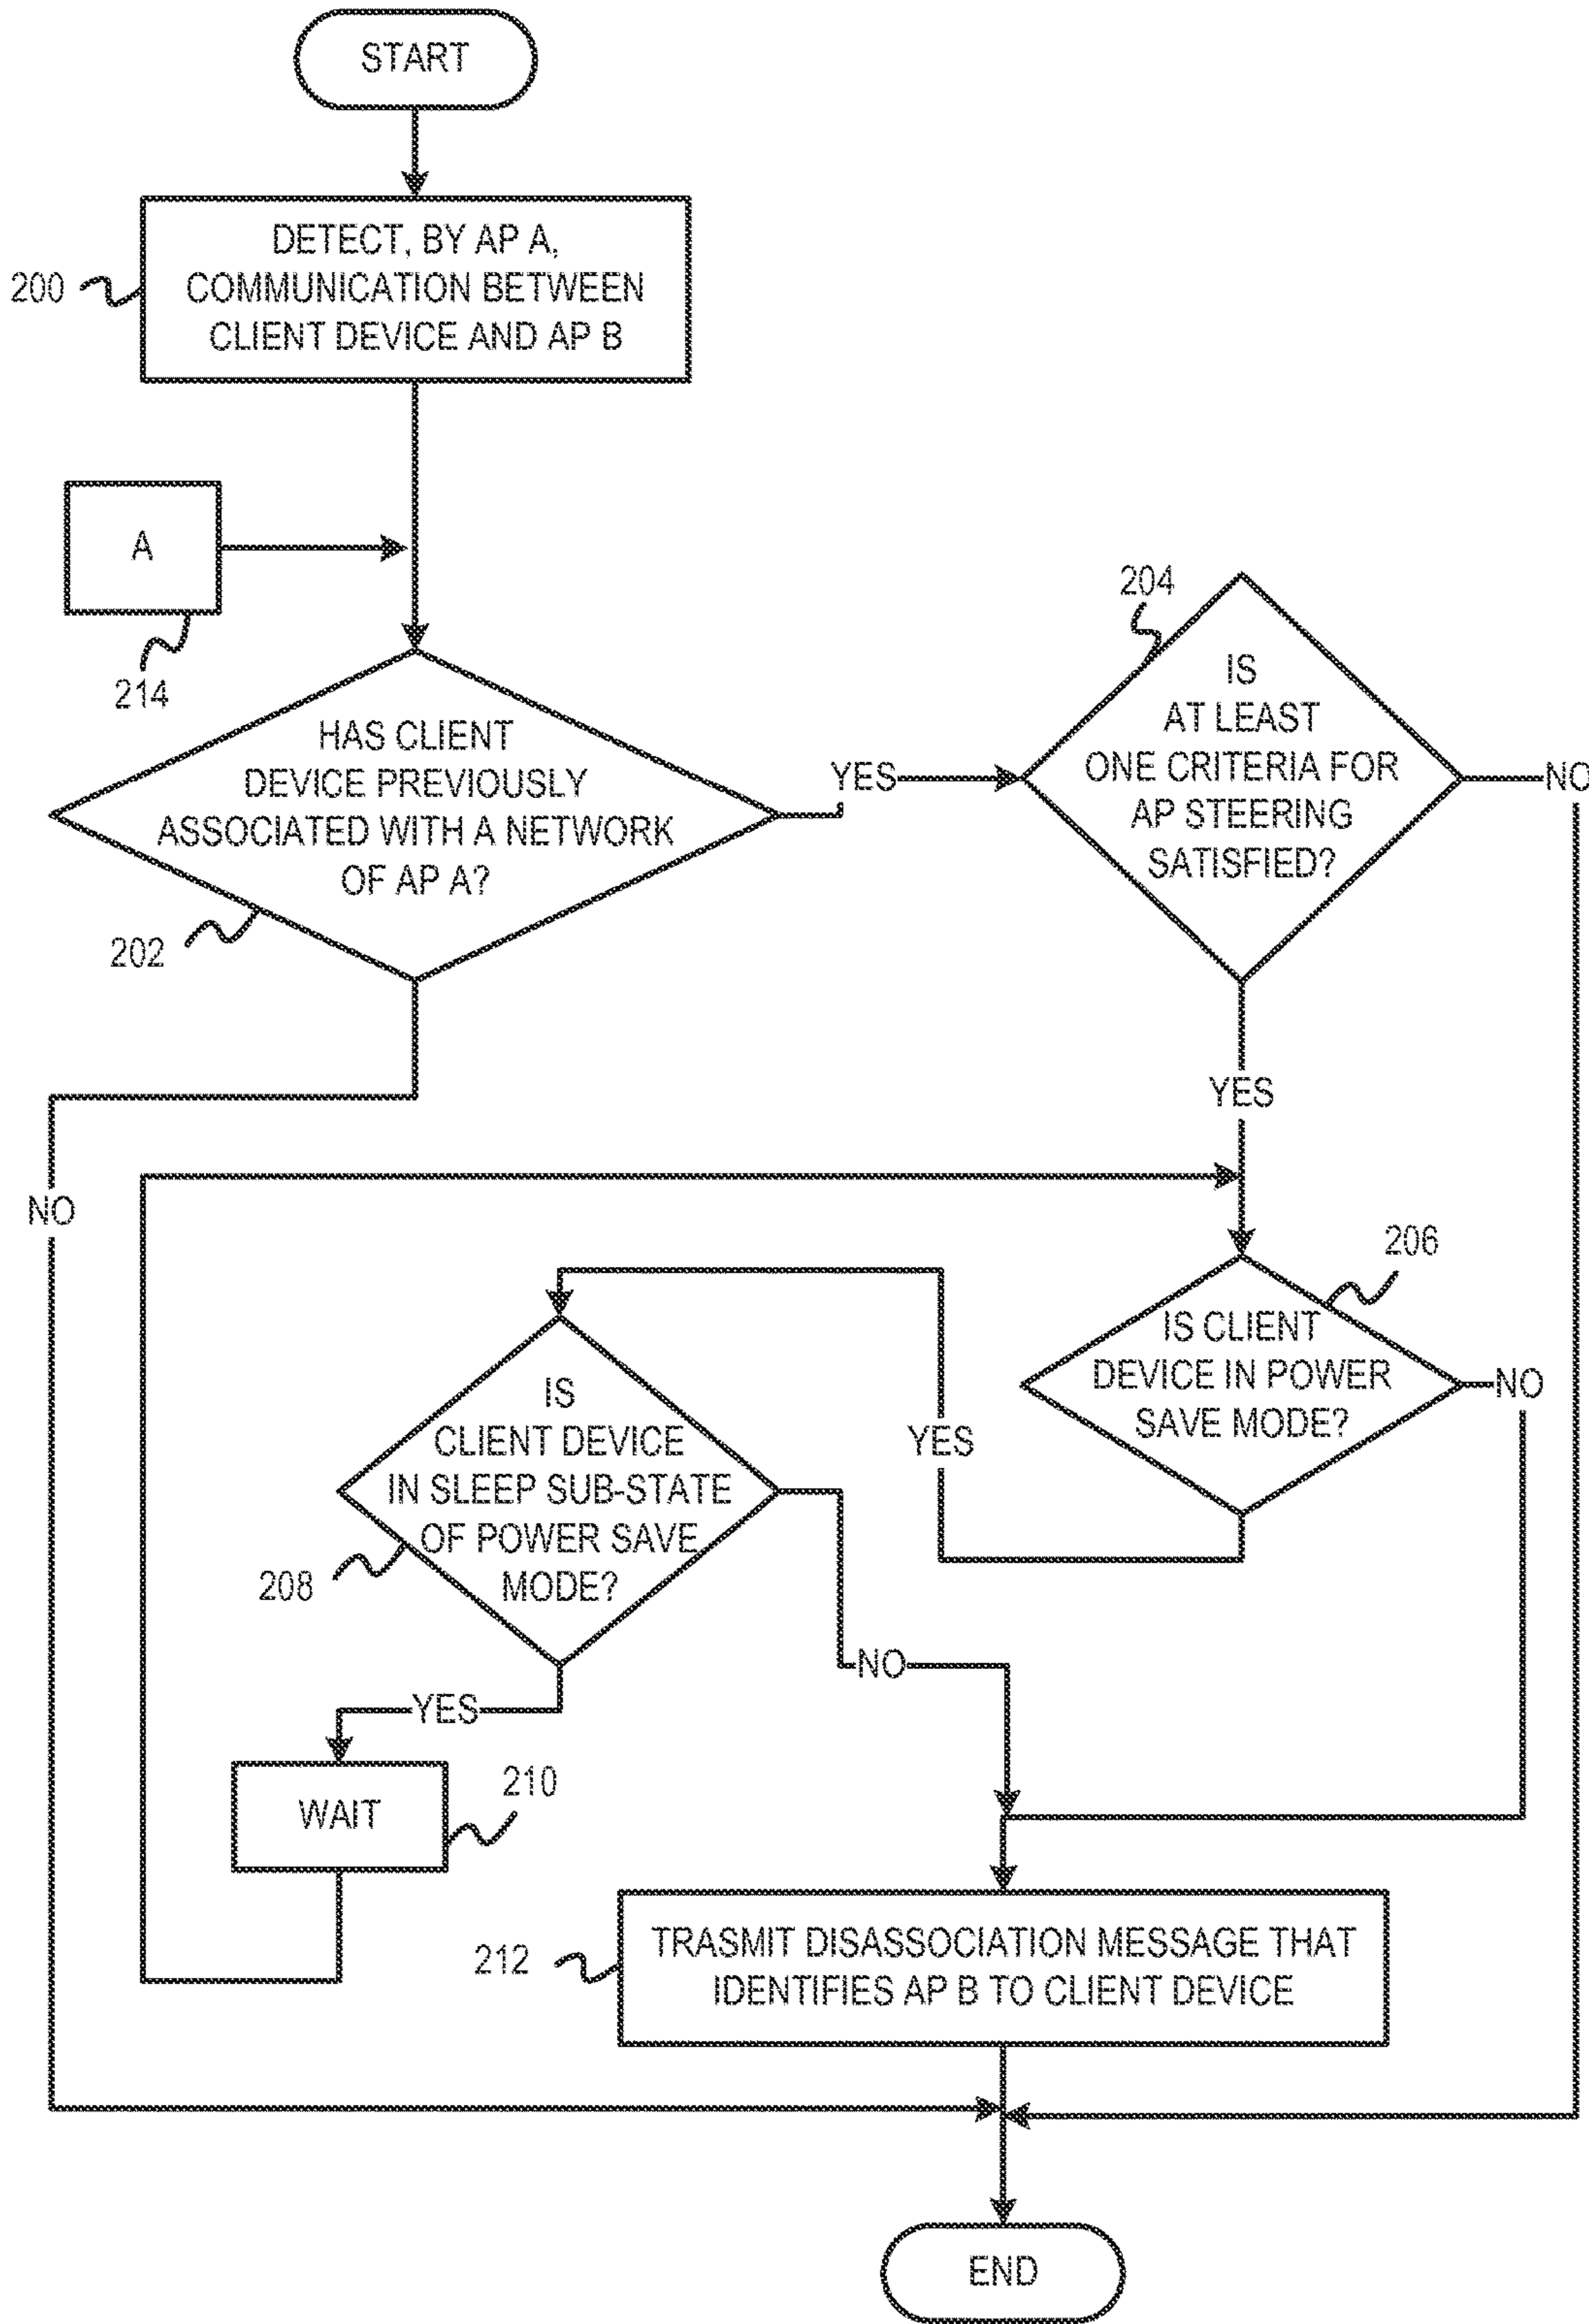 START
DETECT, BY AP A,
200
COMMUNICATION BETWEEN
CLIENT DEVICE AND AP B
A
214
204
IS
AT LEAST
ONE CRITERIA FOR
AP STEERING
SATISFIED?
HAS CLIENT
DEVICE PREVIOUSLY
ASSOCIATED WITH A NETWORK
OF AP A?
202
YES
NO
YES
NO
206
IS CLIENT
DEVICE IN POWER
SAVE MODE?
NO
YES
IS
CLIENT DEVICE
IN SLEEP SUB-STATE
OF POWER SAVE
MODE?
208
NO
YES
WAIT
210
212
TRASMIT DISASSOCIATION MESSAGE THAT
IDENTIFIES AP B TO CLIENT DEVICE
END